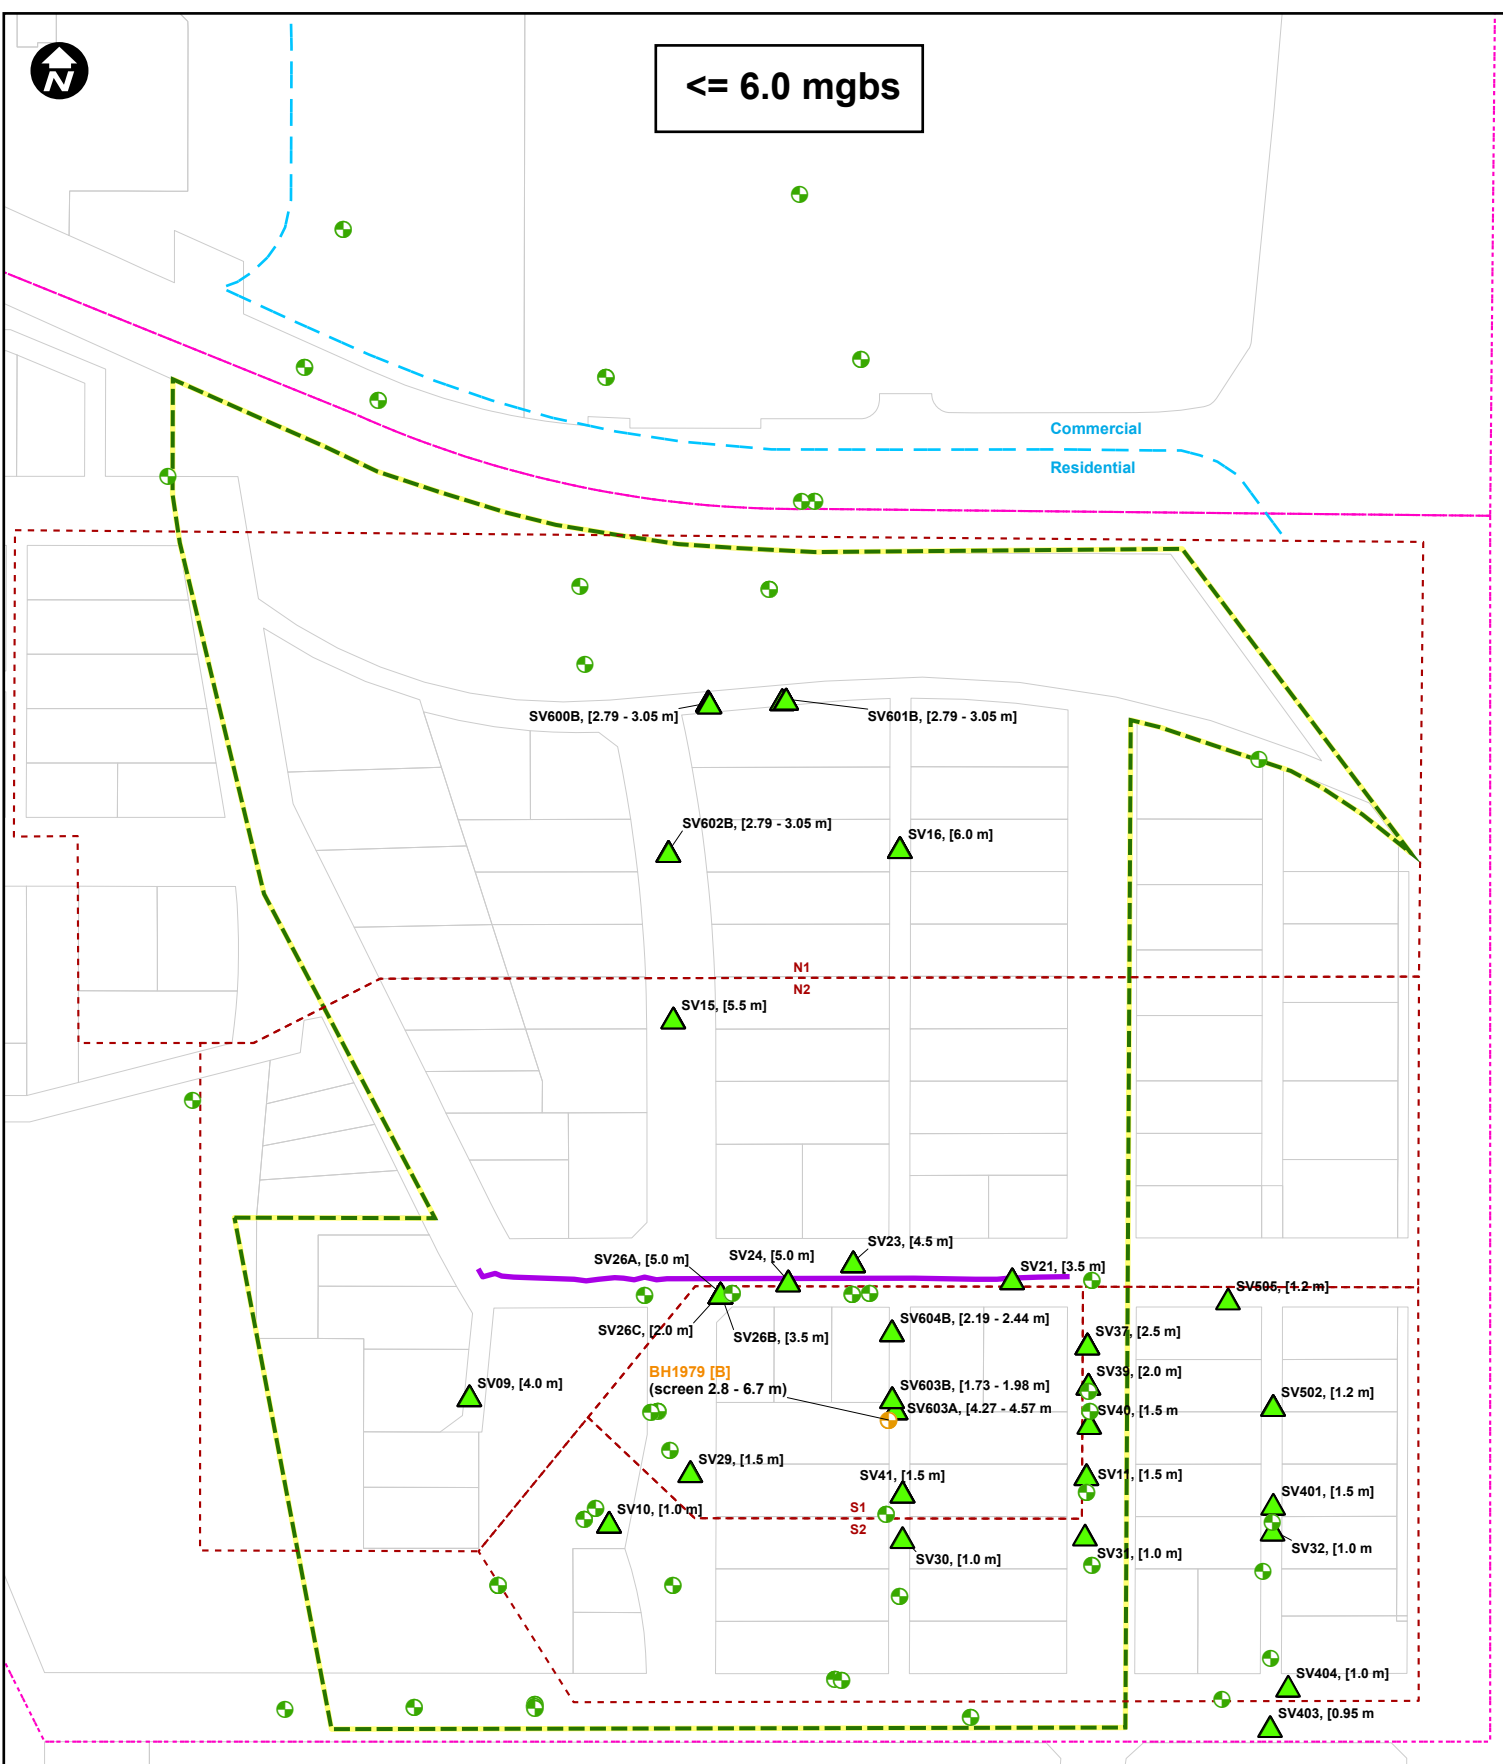 N
<= 6.0 mgbs
Commercial
Residential
SV600B, [2.79 - 3.05 m]
SV601B, [2.79 - 3.05 m]
SV602B, [2.79 - 3.05 m]
SV16, [6.0 m]
N1
N2
SV15, [5.5 m]
SV23, [4.5 m]
SV24, [5.0 m]
SV26A, [5.0 m]
SV21, [3.5 m]
SV505, [1.2 m]
SV604B, [2.19 - 2.44 m]
SV26C, [2.0 m]
SV26B, [3.5 m]
SV37, [2.5 m]
BH1979 [B]
(screen 2.8 - 6.7 m)
SV39, [2.0 m]
SV09, [4.0 m]
SV603B, [1.73 - 1.98 m]
SV502, [1.2 m]
SV603A, [4.27 - 4.57 m
SV40, [1.5 m
SV29, [1.5 m]
SV41, [1.5 m]
SV11, [1.5 m]
SV401, [1.5 m]
S1
SV10, [1.0 m]
S2
SV32, [1.0 m
SV31, [1.0 m]
SV30, [1.0 m]
SV404, [1.0 m]
SV403, [0.95 m